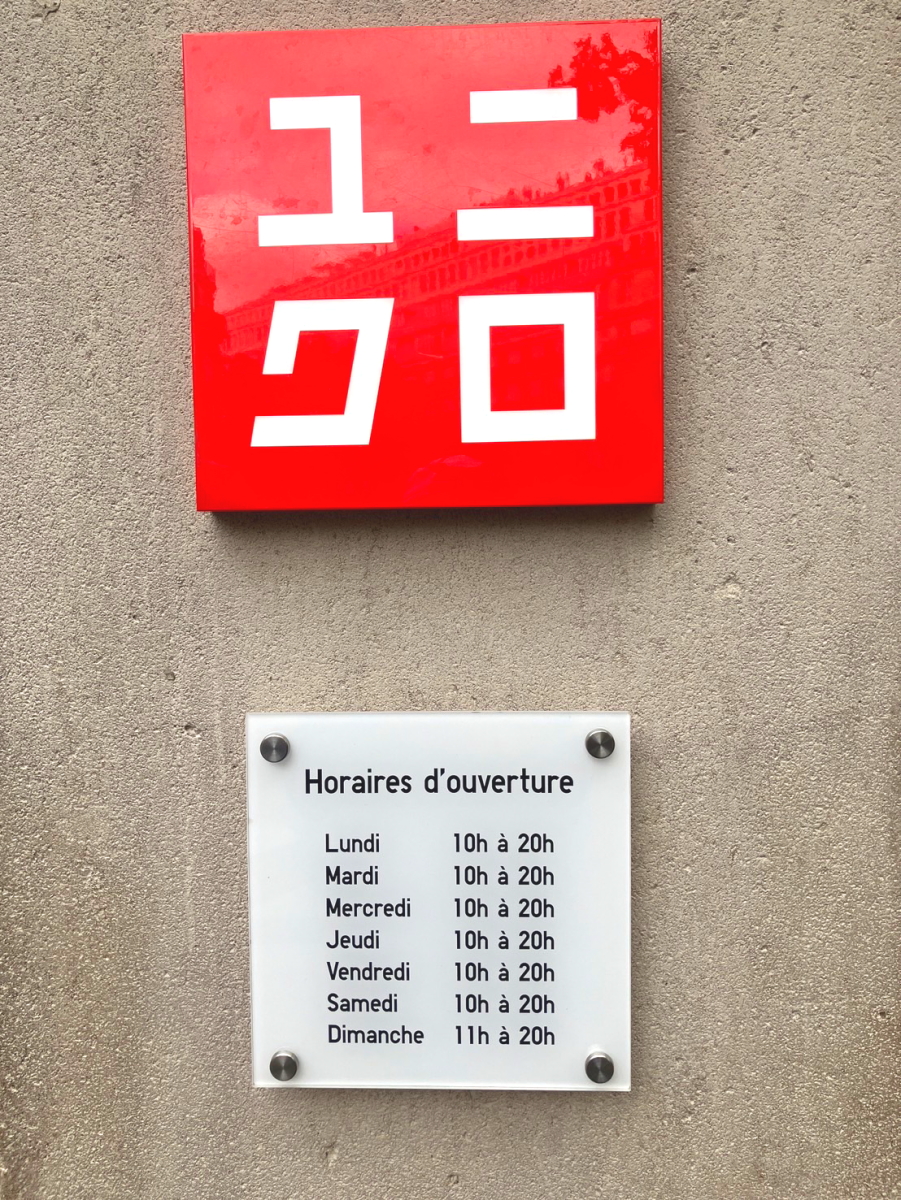 ユニ
クロ
Horaires d'ouverture
Lundi 10h à 20h
Mardi 10h à 20h
Mercredi 10h à 20h
Jeudi 10h à 20h
Vendredi 10h à 20h
Samedi 10h à 20h
Dimanche 11h à 20h